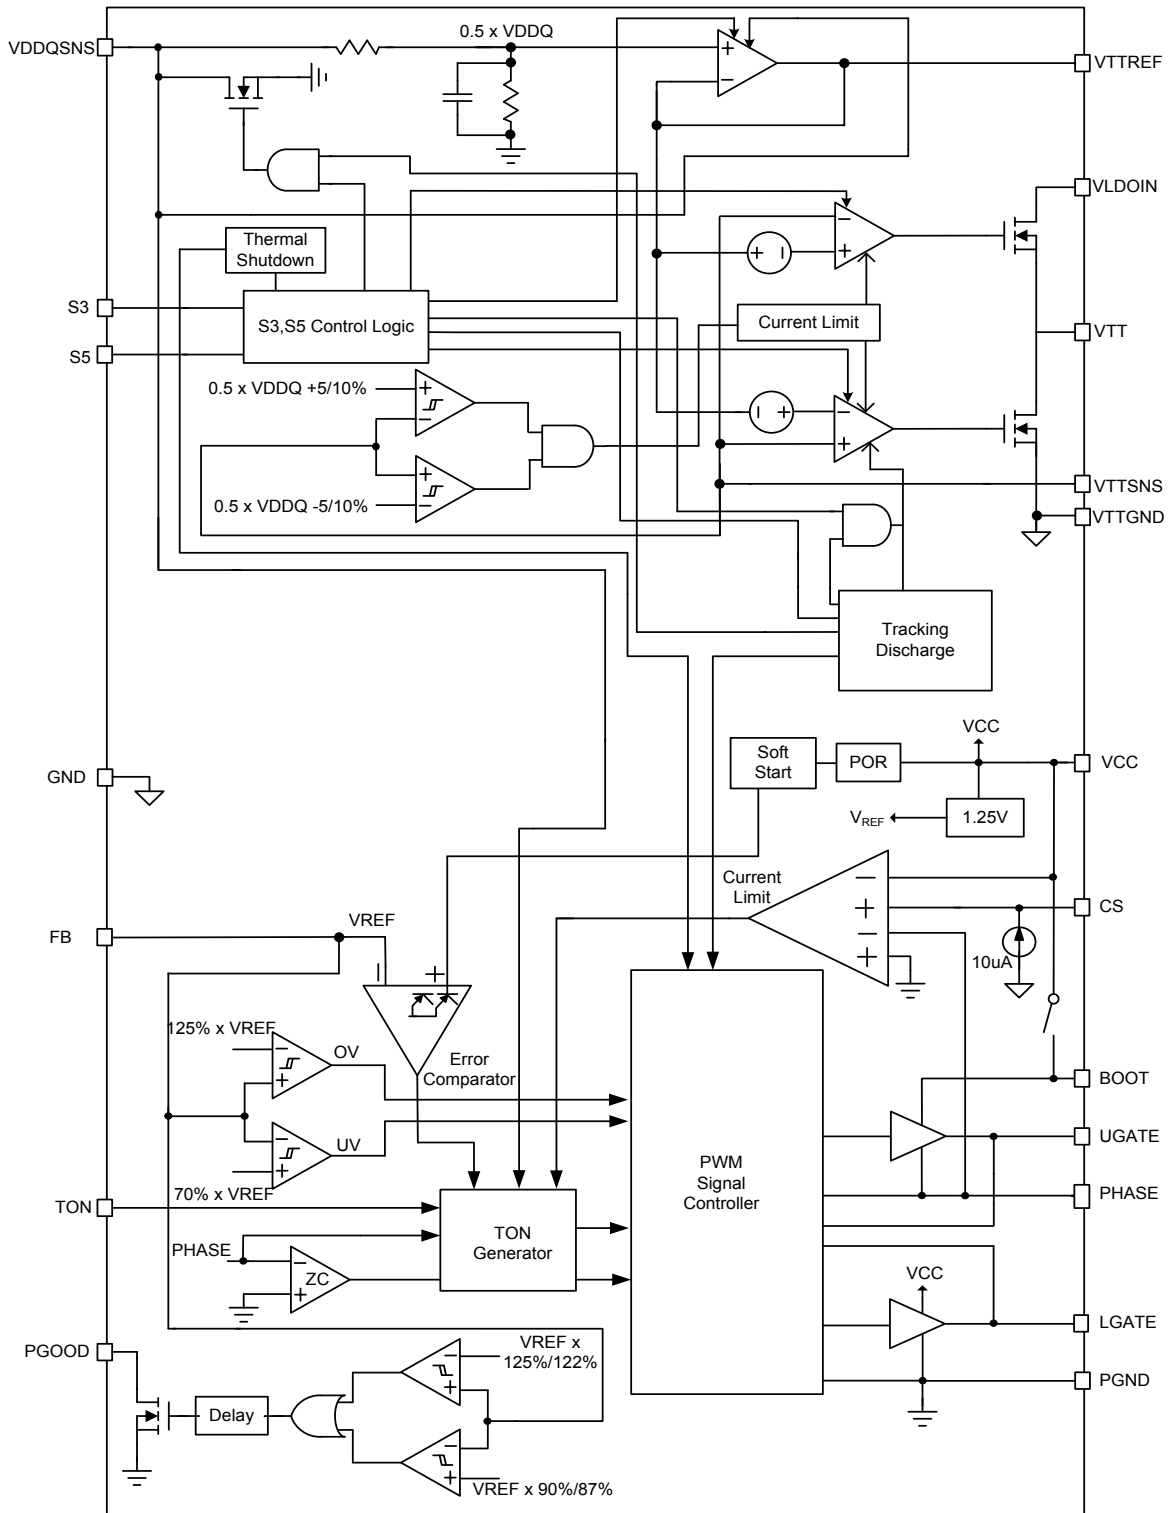 0.5 x VDDQ
VDDQSNS
VTTREF
VLDOIN
Thermal
Shutdown
S3
S3,S5 Control Logic
Current Limit
VTT
S5
0.5 x VDDQ +5/10%
0.5 x VDDQ -5/10%
VTTSNS
VTTGND
Tracking
Discharge
VCC
Soft
Start
POR
VCC
GND
VREF
1.25V
Current
Limit
CS
VREF
FB
10uA
125% x VREF
OV
Error
Comparator
BOOT
UV
UGATE
PWM
Signal
Controller
70% x VREF
TON
PHASE
TON
Generator
PHASE
ZC
VCC
LGATE
PGOOD
VREF x
125%/122%
PGND
Delay
VREF x 90%/87%